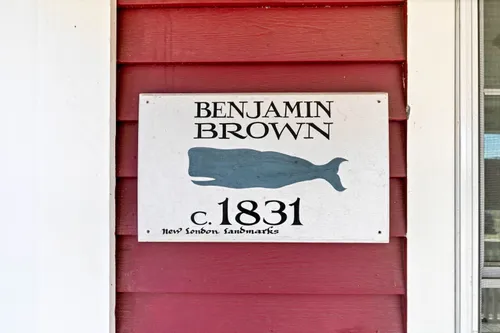 BENJAMIN
BROWN
c. 1831
New London Landmarks